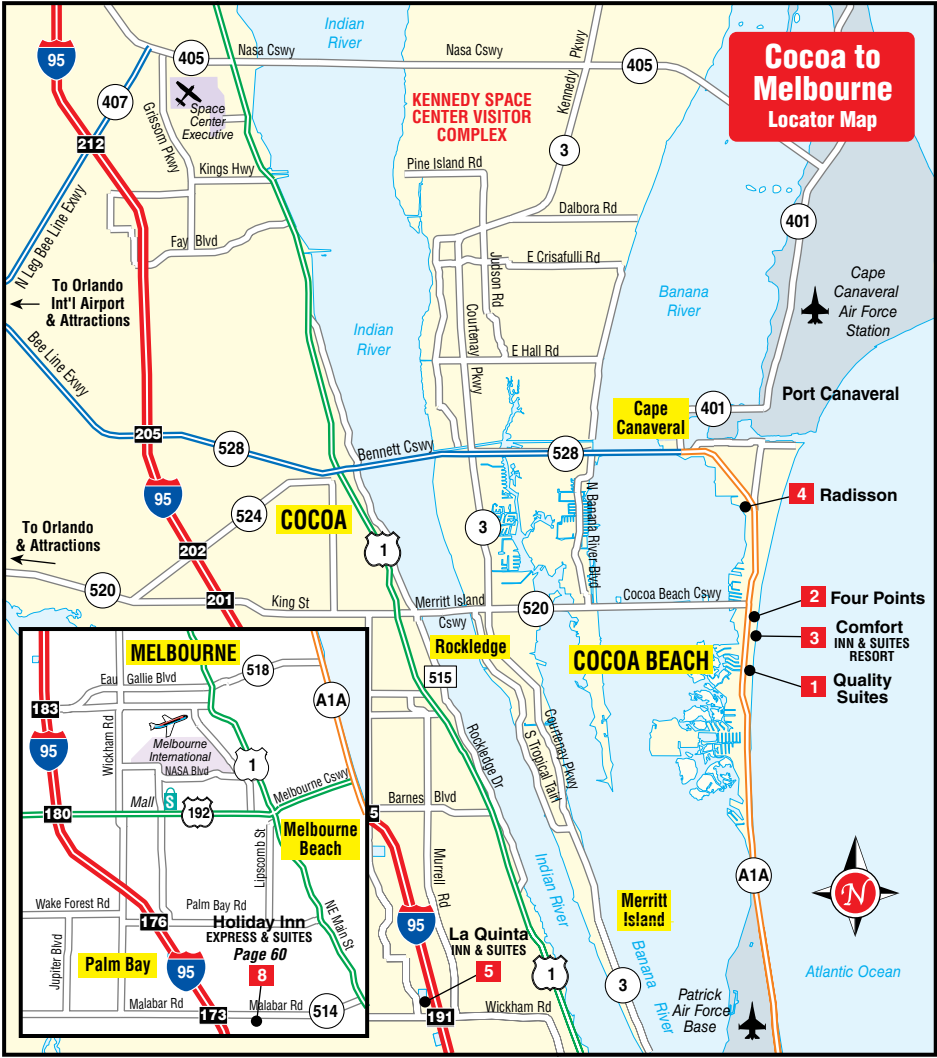 Cocoa to
Melbourne
Locator Map
Indian
River
95
405
Nasa Cswy
Nasa Cswy
405
Kennedy Pkwy
407
Grissom Pkwy
Space
Center
Executive
KENNEDY SPACE
CENTER VISITOR
COMPLEX
212
3
Kings Hwy
Pine Island Rd
N Leg Bee Line Exwy
Fay Blvd
Dalbora Rd
401
Judson Rd
E Crisafulli Rd
To Orlando
Int'l Airport
& Attractions
Banana
River
Cape
Canaveral
Air Force
Station
Indian
River
Courtenay Pkwy
Bee Line Exwy
E Hall Rd
Port Canaveral
Cape
Canaveral
401
205
528
Bennett Cswy
528
95
4 Radisson
N Banana River Blvd
524
COCOA
3
To Orlando
& Attractions
202
1
520
201
King St
Merritt Island
Cswy
520
Cocoa Beach Cswy
2 Four Points
3 Comfort
INN & SUITES
RESORT
Rockledge
COCOA BEACH
1 Quality
Suites
515
MELBOURNE
518
Eau Gallie Blvd
A1A
183
95
Wickham Rd
Melbourne
International
NASA Blvd
1
Mall
S
192
Melbourne Cswy
180
Melbourne
Beach
Lipscomb St
Wake Forest Rd
Palm Bay Rd
176
NE Main St
Holiday Inn
EXPRESS & SUITES
Page 60
8
Jupiter Blvd
Palm Bay
95
Malabar Rd
173
Malabar Rd
514
Rockledge Dr
Courtenay Pkwy
S Tropical Tairl
5
Barnes Blvd
Murrell Rd
A1A
N
Indian River
95
La Quinta
INN & SUITES
5
Merritt
Island
1
3
Banana River
Atlantic Ocean
191
Wickham Rd
Patrick
Air Force
Base